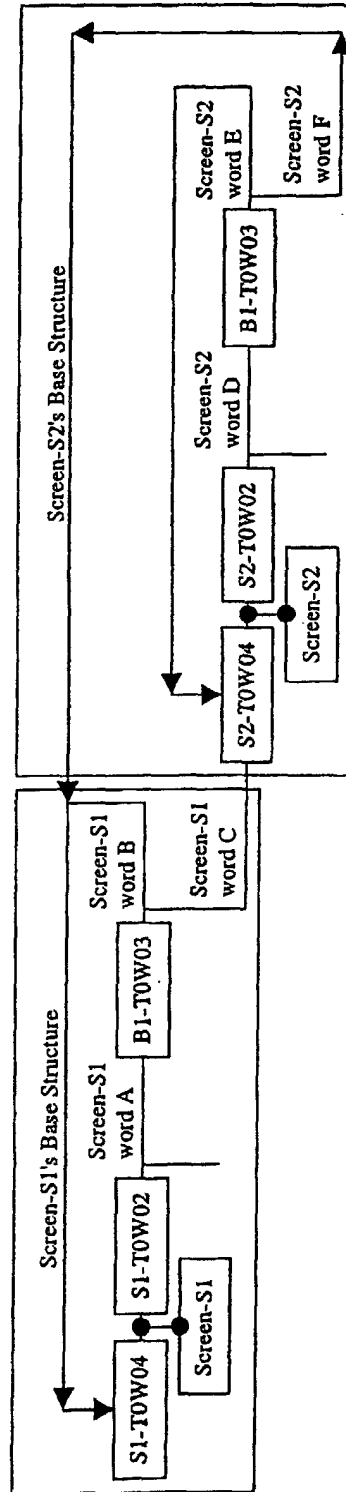 Screen-S1's Base Structure
S1-T0W04
S1-T0W02
Screen-S1
Screen-S1
word A
B1-T0W03
Screen-S1
word B
Screen-S1
word C
Screen-S2's Base Structure
S2-T0W04
S2-T0W02
Screen-S2
Screen-S2
word D
B1-T0W03
Screen-S2
word E
Screen-S2
word F